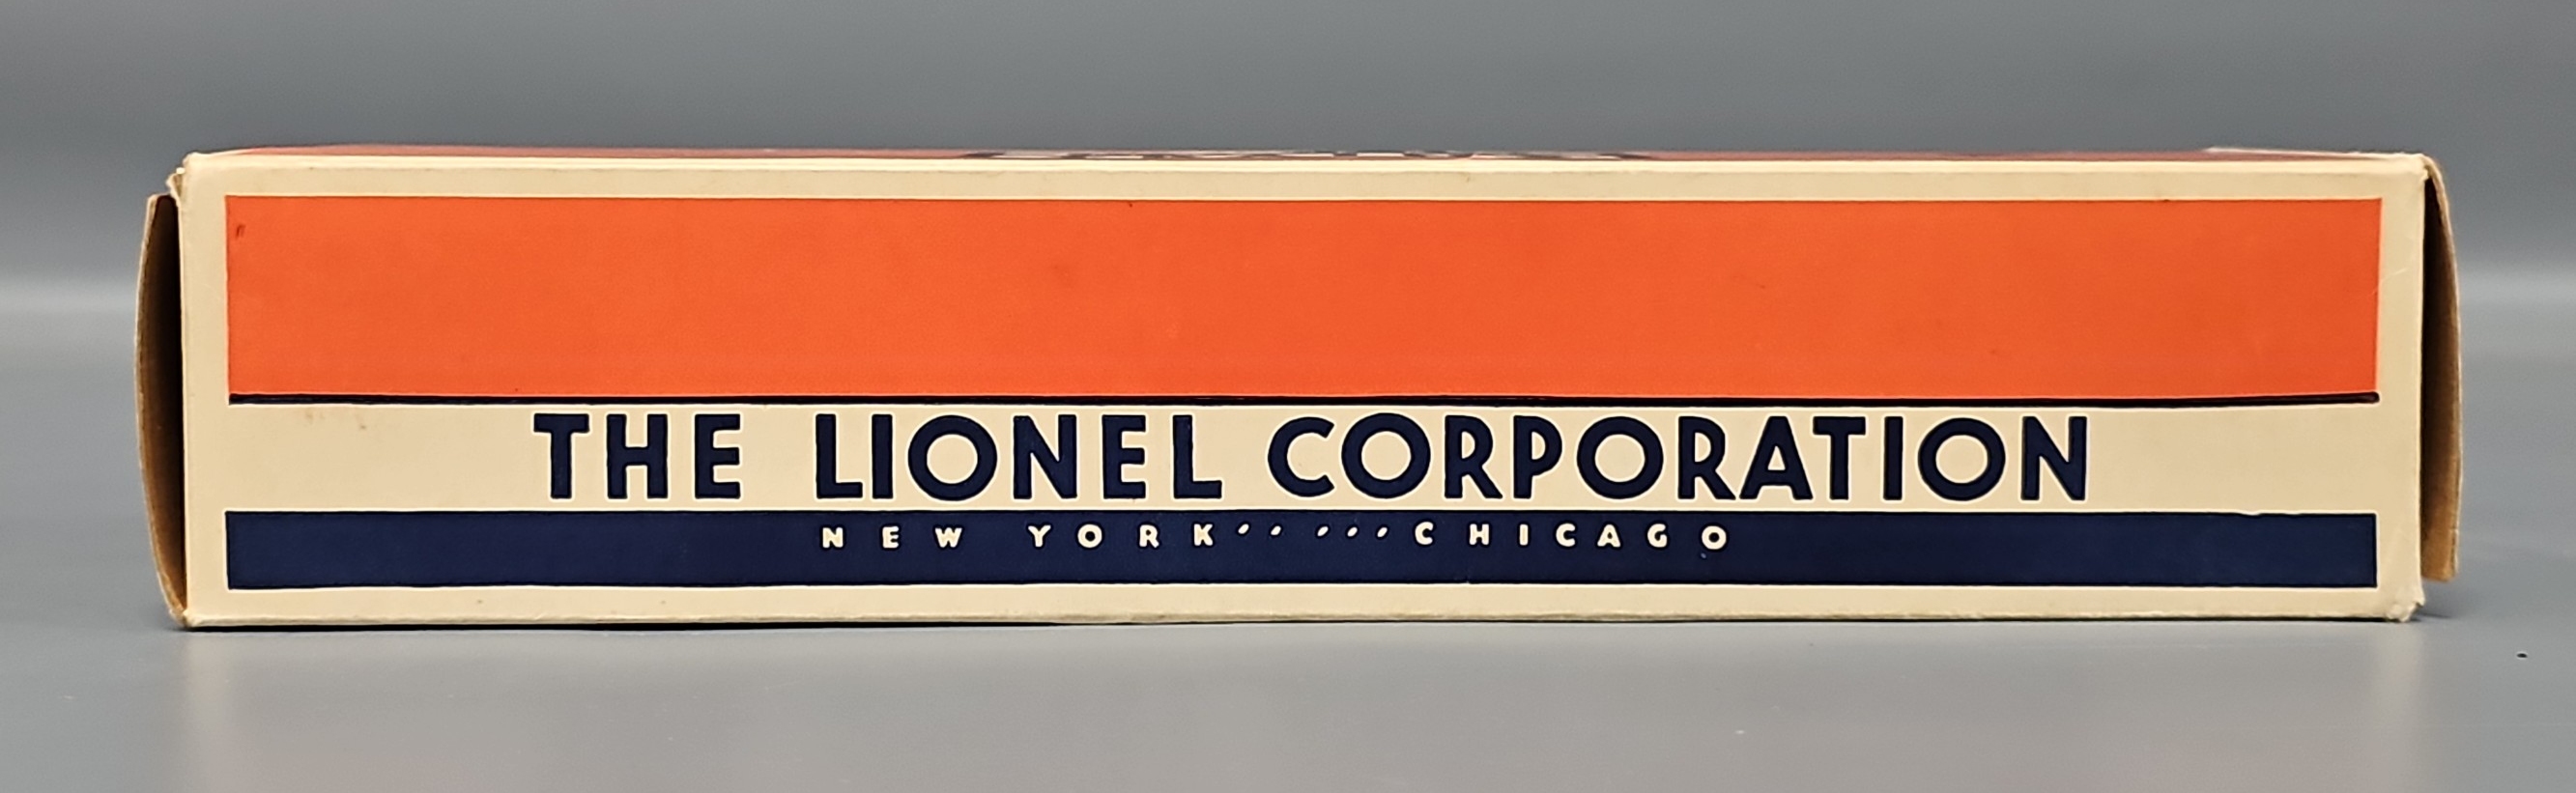 THE LIONEL CORPORATION
NEW YORK·· ···CHICAGO